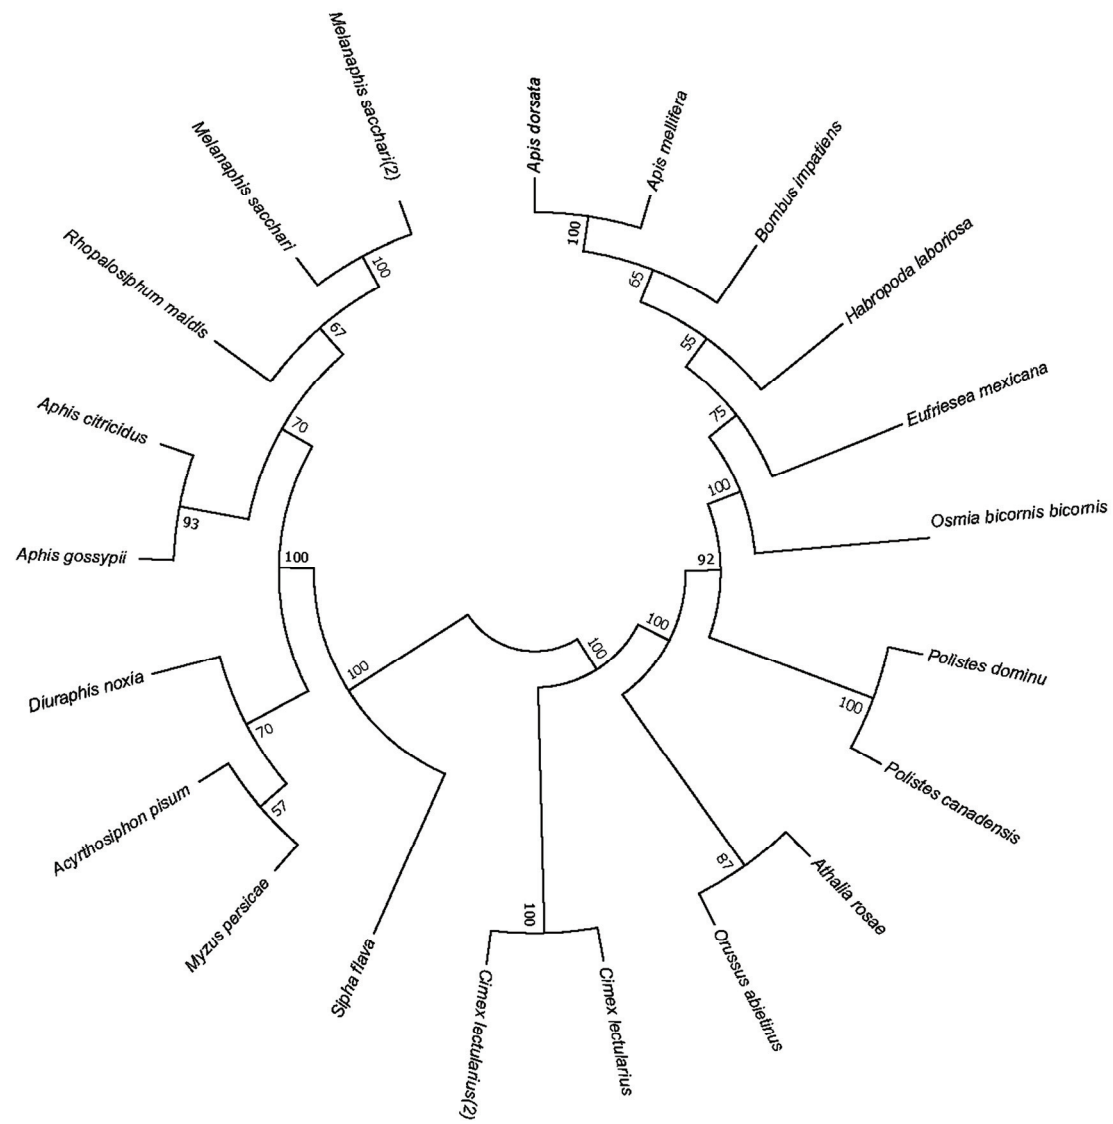 Melanaphis sacchari(2)
Apis dorsata
Apis mellifera
Bombus impatiens
Melanaphis sacchari
Habropoda laboriosa
Rhopalosiphum maidis
Eufriesea mexicana
Aphis citricidus
Osmia bicornis bicornis
Aphis gossypii
Polistes dominu
Diuraphis noxia
Polistes canadensis
Acyrthosiphon pisum
Athalia rosae
Myzus persicae
Orussus abietinus
Sipha flava
Cimex lectularius
Cimex lectularius(2)
100
65
55
75
100
92
100
100
87
100
100
100
67
70
93
100
100
70
57